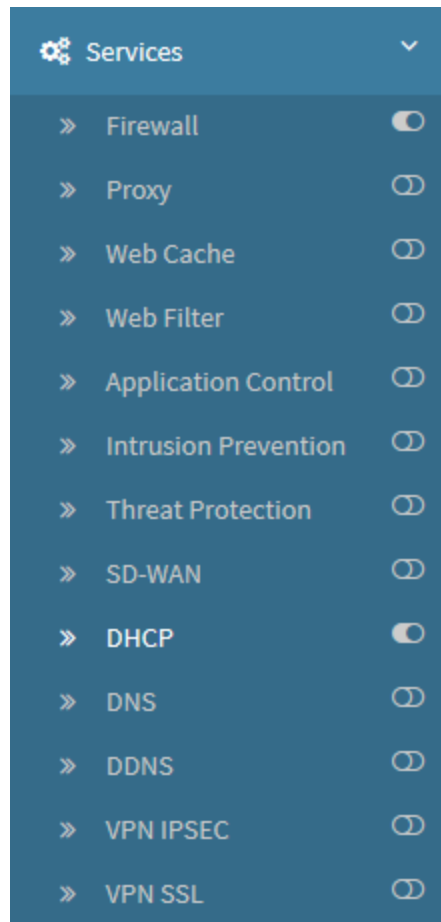 Services
Firewall
Proxy
Web Cache
Web Filter
Application Control
Intrusion Prevention
Threat Protection
SD-WAN
DHCP
DNS
DDNS
VPN IPSEC
VPN SSL